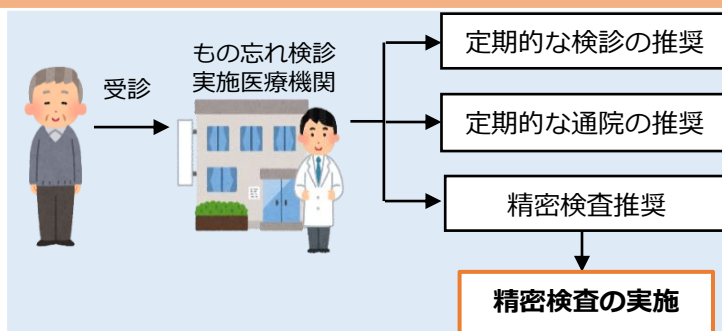 受診
もの忘れ検診
実施医療機関
定期的な検診の推奨
定期的な通院の推奨
精密検査推奨
精密検査の実施